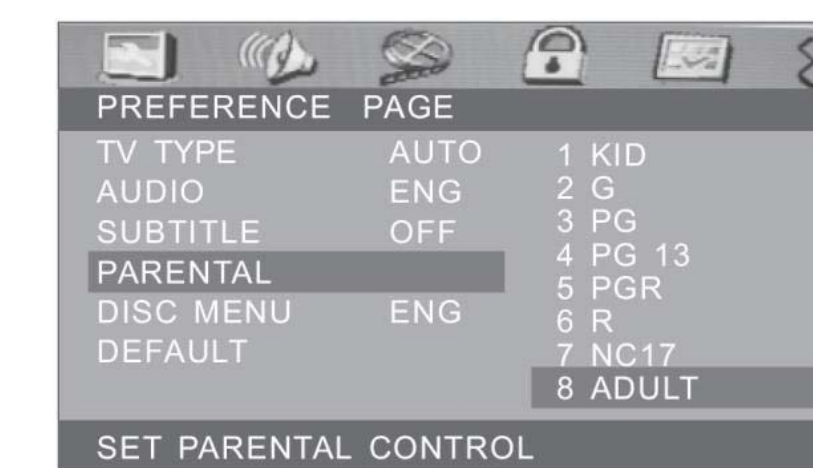 PREFERENCE PAGE
TV TYPE AUTO
AUDIO ENG
SUBTITLE OFF
PARENTAL
DISC MENU ENG
DEFAULT
1 KID
2 G
3 PG
4 PG 13
5 PGR
6 R
7 NC17
8 ADULT
SET PARENTAL CONTROL